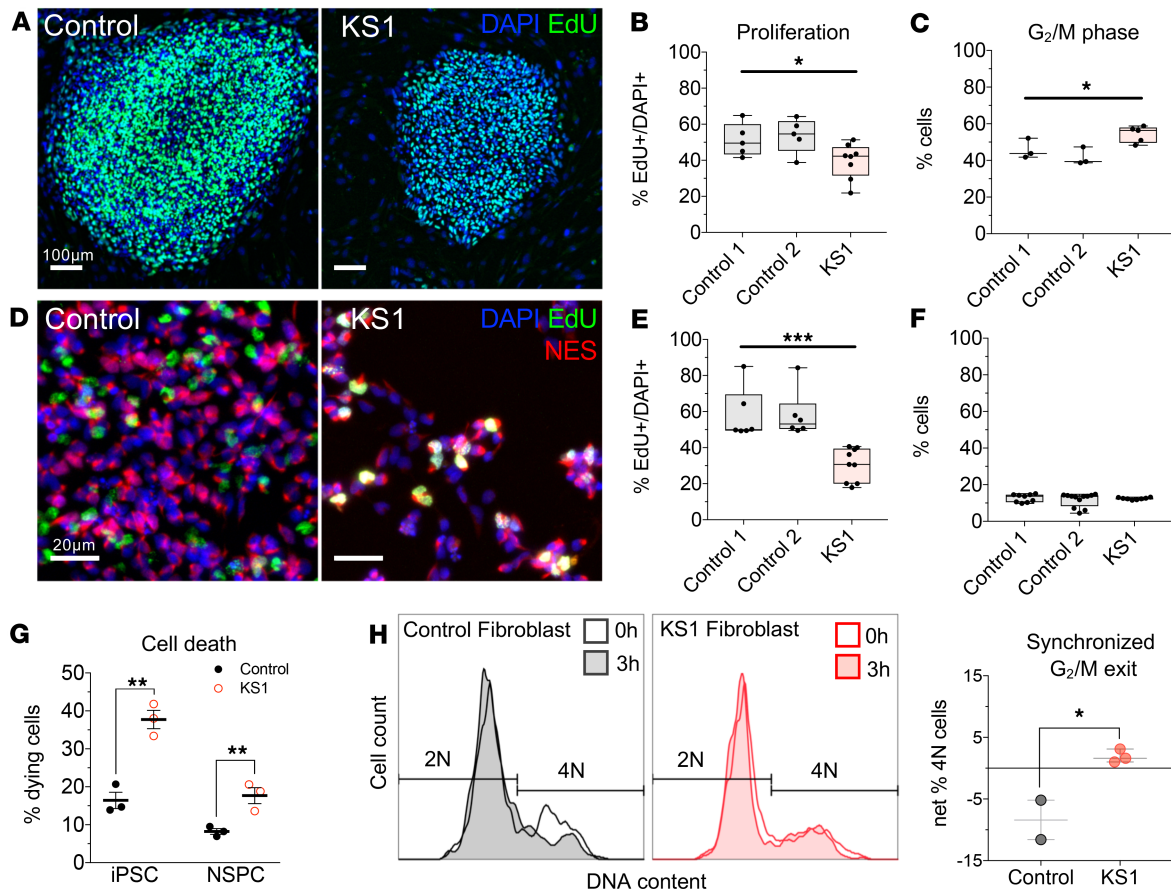 A
Control
KS1
DAPI EdU
100µm
B
Proliferation
*
% EdU+/DAPI+
100
80
60
40
20
0
Control 1
Control 2
KS1
C
G2/M phase
*
% cells
100
80
60
40
20
0
Control 1
Control 2
KS1
D
Control
KS1
DAPI EdU
NES
20µm
E
***
% EdU+/DAPI+
100
80
60
40
20
0
Control 1
Control 2
KS1
F
% cells
100
80
60
40
20
0
Control 1
Control 2
KS1
G
Cell death
Control
KS1
**
**
% dying cells
50
40
30
20
10
0
iPSC
NSPC
H
Control Fibroblast
0h
3h
2N
4N
Cell count
KS1 Fibroblast
0h
3h
2N
4N
DNA content
Synchronized
G2/M exit
*
net % 4N cells
15
5
-5
-15
Control
KS1